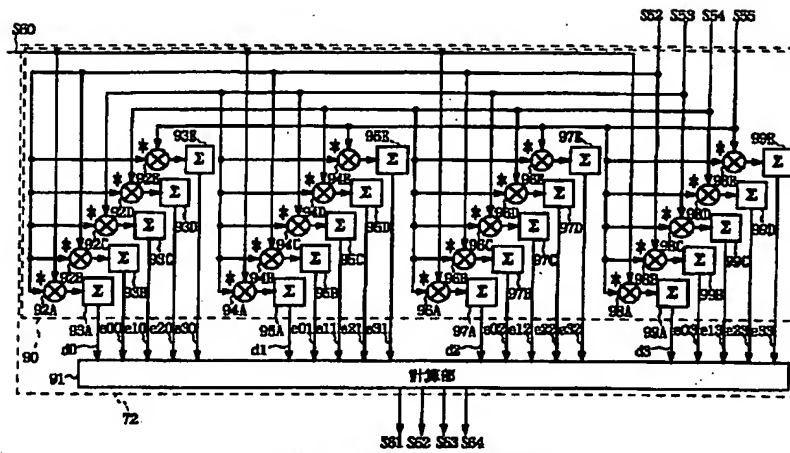 S60 S52 S53 S54 S55
93E 95E 97E 99E
* Σ * Σ * Σ * Σ
92E 94E 96E 98E
* Σ * Σ * Σ * Σ
92D 93D 94D 95D 96D 97D 98D 99D
* Σ * Σ * Σ * Σ
92C 93C 94C 95C 96C 97C 98C 99C
* Σ * Σ * Σ * Σ
92B 93B 94B 95B 96B 97B 98B 99B
* Σ * Σ * Σ * Σ
92A 93A 94A 95A 96A 97A 98A 99A
90 d0 e00 e10 e20 e30 d1 e01 e11 e21 e31 d2 e02 e12 e22 e32 d3 e03 e13 e23 e33
91 計算部
72
S61 S62 S63 S64